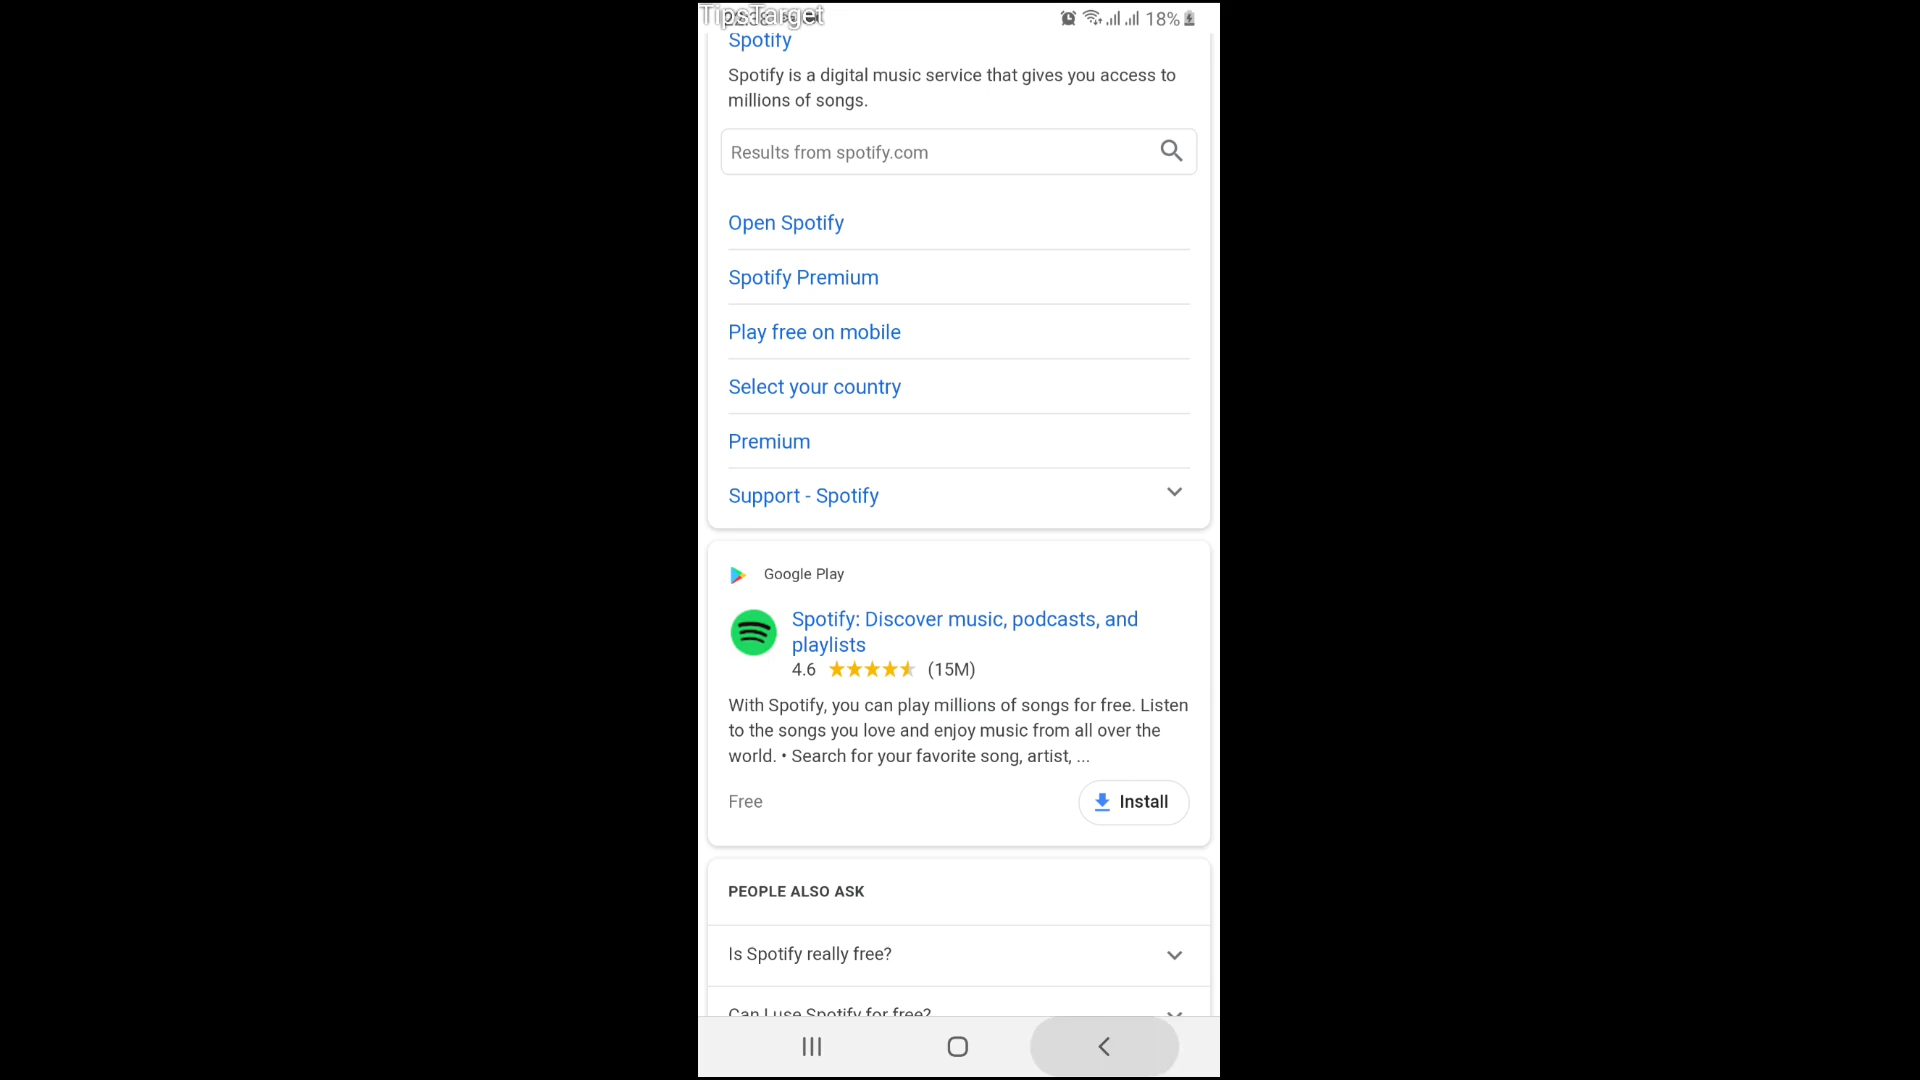 TipsTarget
18%
Spotify
Spotify is a digital music service that gives you access to
millions of songs.
Results from spotify.com
Open Spotify
Spotify Premium
Play free on mobile
Select your country
Premium
Support - Spotify
Google Play
Spotify: Discover music, podcasts, and
playlists
4.6 (15M)
With Spotify, you can play millions of songs for free. Listen
to the songs you love and enjoy music from all over the
world. • Search for your favorite song, artist, ...
Free
Install
PEOPLE ALSO ASK
Is Spotify really free?
Can I use Spotify for free?